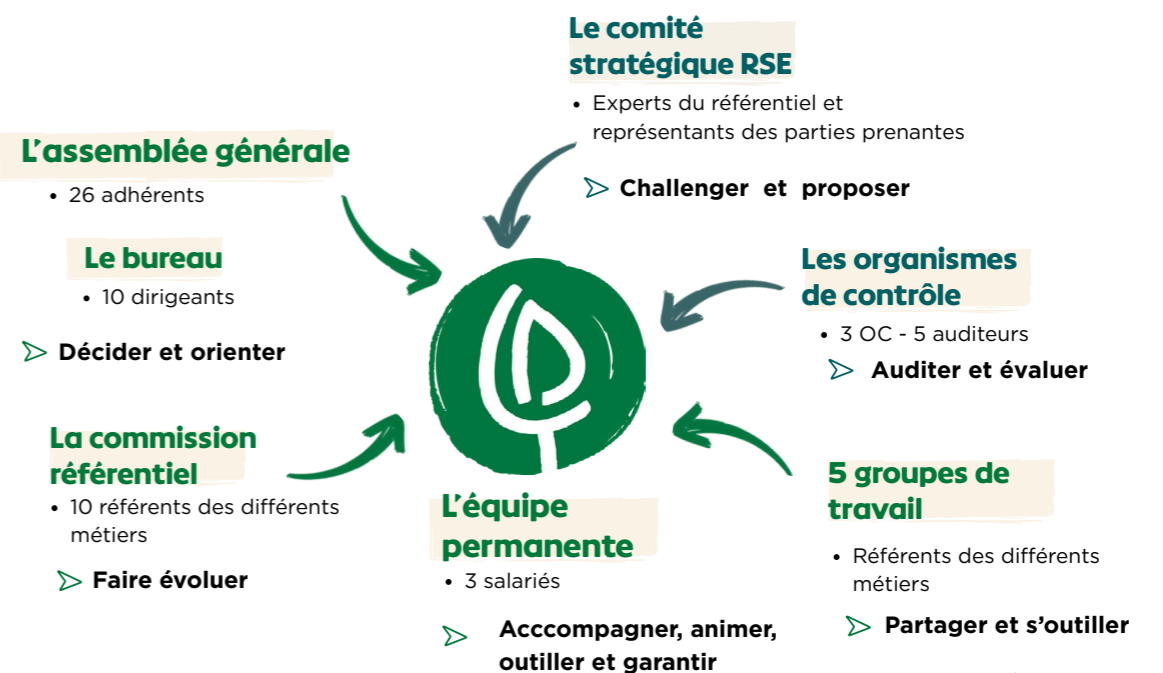 Le comité
stratégique RSE
• Experts du référentiel et
représentants des parties prenantes
Challenger et proposer
L'assemblée générale
• 26 adhérents
Le bureau
• 10 dirigeants
Décider et orienter
Les organismes
de contrôle
• 3 OC - 5 auditeurs
Auditer et évaluer
La commission
référentiel
• 10 référents des différents
métiers
Faire évoluer
L'équipe
permanente
• 3 salariés
Acccompagner, animer,
outiller et garantir
5 groupes de
travail
• Référents des différents
métiers
Partager et s'outiller